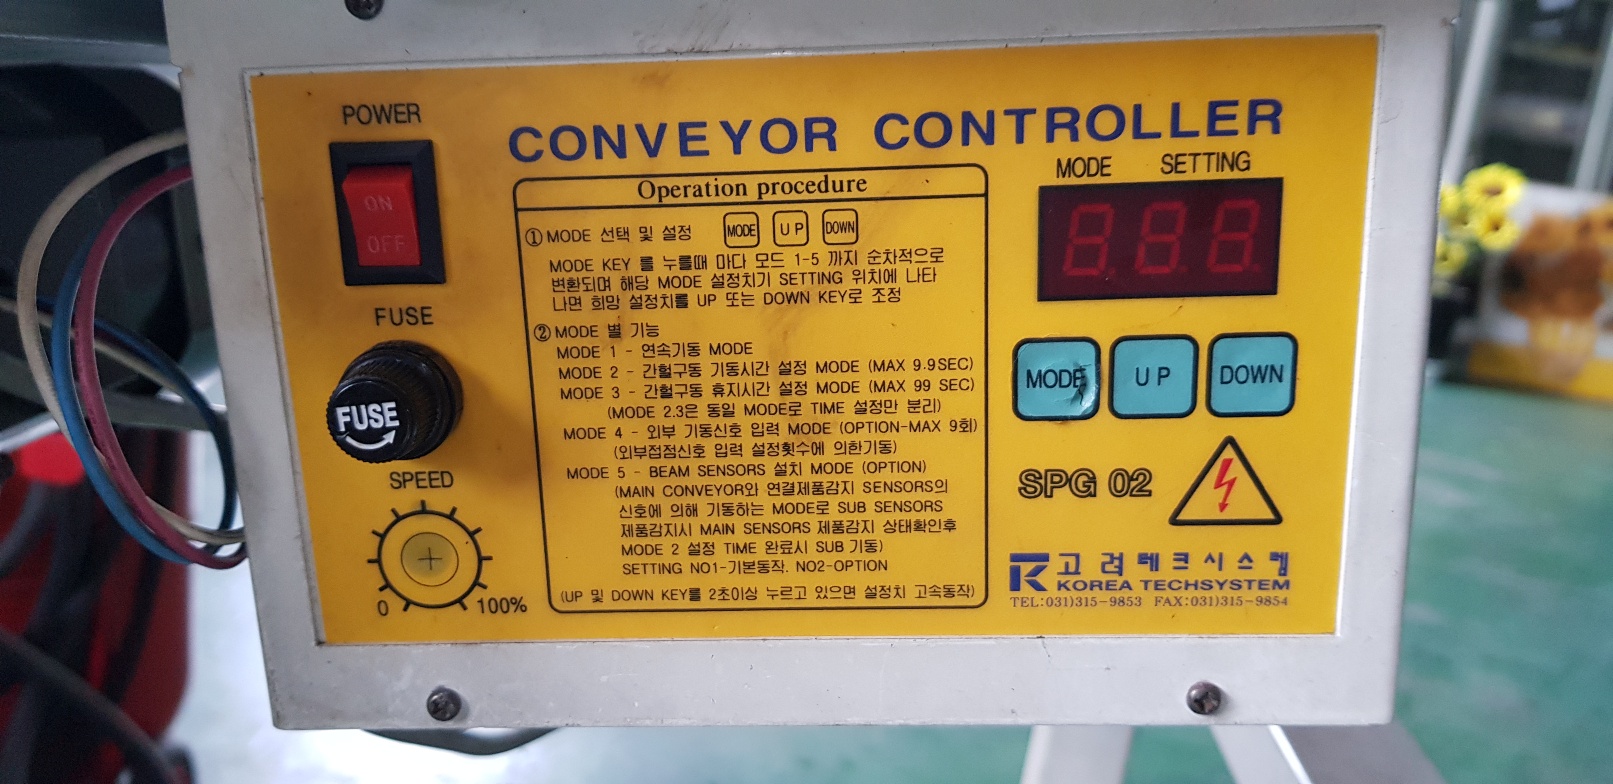 POWER
ON
OFF
FUSE
FUSE
SPEED
0 100%
CONVEYOR CONTROLLER
Operation procedure
① MODE 선택 및 설정 MODE UP DOWN
MODE KEY 를 누를때 마다 모드 1-5 까지 순차적으로
변환되며 해당 MODE 설정치기 SETTING 위치에 나타
나면 희망 설정치를 UP 또는 DOWN KEY로 조정
② MODE 별 기능
MODE 1 - 연속기동 MODE
MODE 2 - 간헐구동 기동시간 설정 MODE (MAX 9.9SEC)
MODE 3 - 간헐구동 휴지시간 설정 MODE (MAX 99 SEC)
(MODE 2.3은 동일 MODE로 TIME 설정만 분리)
MODE 4 - 외부 기동신호 입력 MODE (OPTION-MAX 9회)
(외부접점신호 입력 설정횟수에 의한기동)
MODE 5 - BEAM SENSORS 설치 MODE (OPTION)
(MAIN CONVEYOR와 연결제품감지 SENSORS의
신호에 의해 기동하는 MODE로 SUB SENSORS
제품감지시 MAIN SENSORS 제품감지 상태확인후
MODE 2 설정 TIME 완료시 SUB 기동)
SETTING NO1-기본동작. NO2-OPTION
(UP 및 DOWN KEY를 2초이상 누르고 있으면 설정치 고속동작)
MODE SETTING
MODE UP DOWN
SPG 02
고려테크시스템
KOREA TECHSYSTEM
TEL:031)315-9853 FAX:031)315-9854